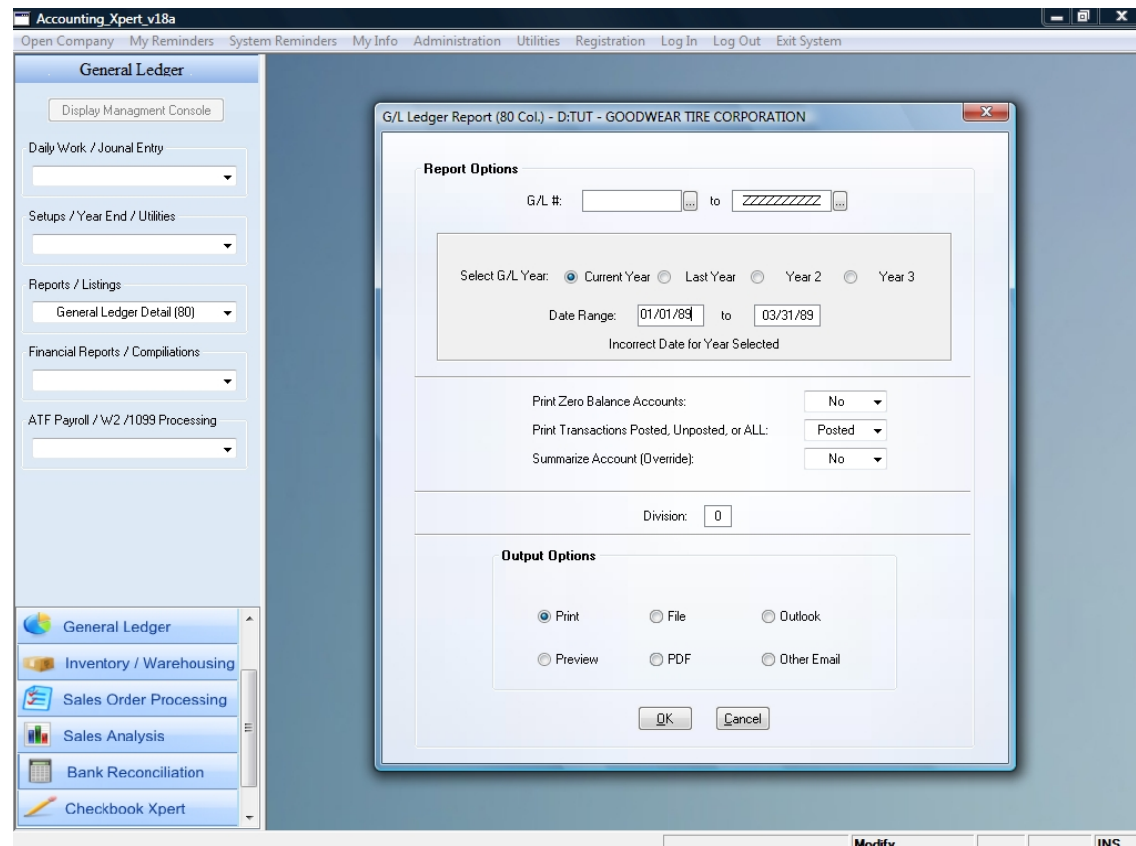 Accounting_Xpert_v18a
Open Company My Reminders System Reminders My Info Administration Utilities Registration Log In Log Out Exit System
General Ledger
Display Managment Console
Daily Work / Jounal Entry
Setups / Year End / Utilities
Reports / Listings
General Ledger Detail (80)
Financial Reports / Compiliations
ATF Payroll / W2 /1099 Processing
General Ledger
Inventory / Warehousing
Sales Order Processing
Sales Analysis
Bank Reconciliation
Checkbook Xpert
G/L Ledger Report (80 Col.) - D:TUT - GOODWEAR TIRE CORPORATION
Report Options
G/L #: ... to ZZZZZZZZZZ ...
Select G/L Year: Current Year Last Year Year 2 Year 3
Date Range: 01/01/89 to 03/31/89
Incorrect Date for Year Selected
Print Zero Balance Accounts: No
Print Transactions Posted, Unposted, or ALL: Posted
Summarize Account (Override): No
Division: 0
Output Options
Print File Outlook
Preview PDF Other Email
OK Cancel
Modify INS